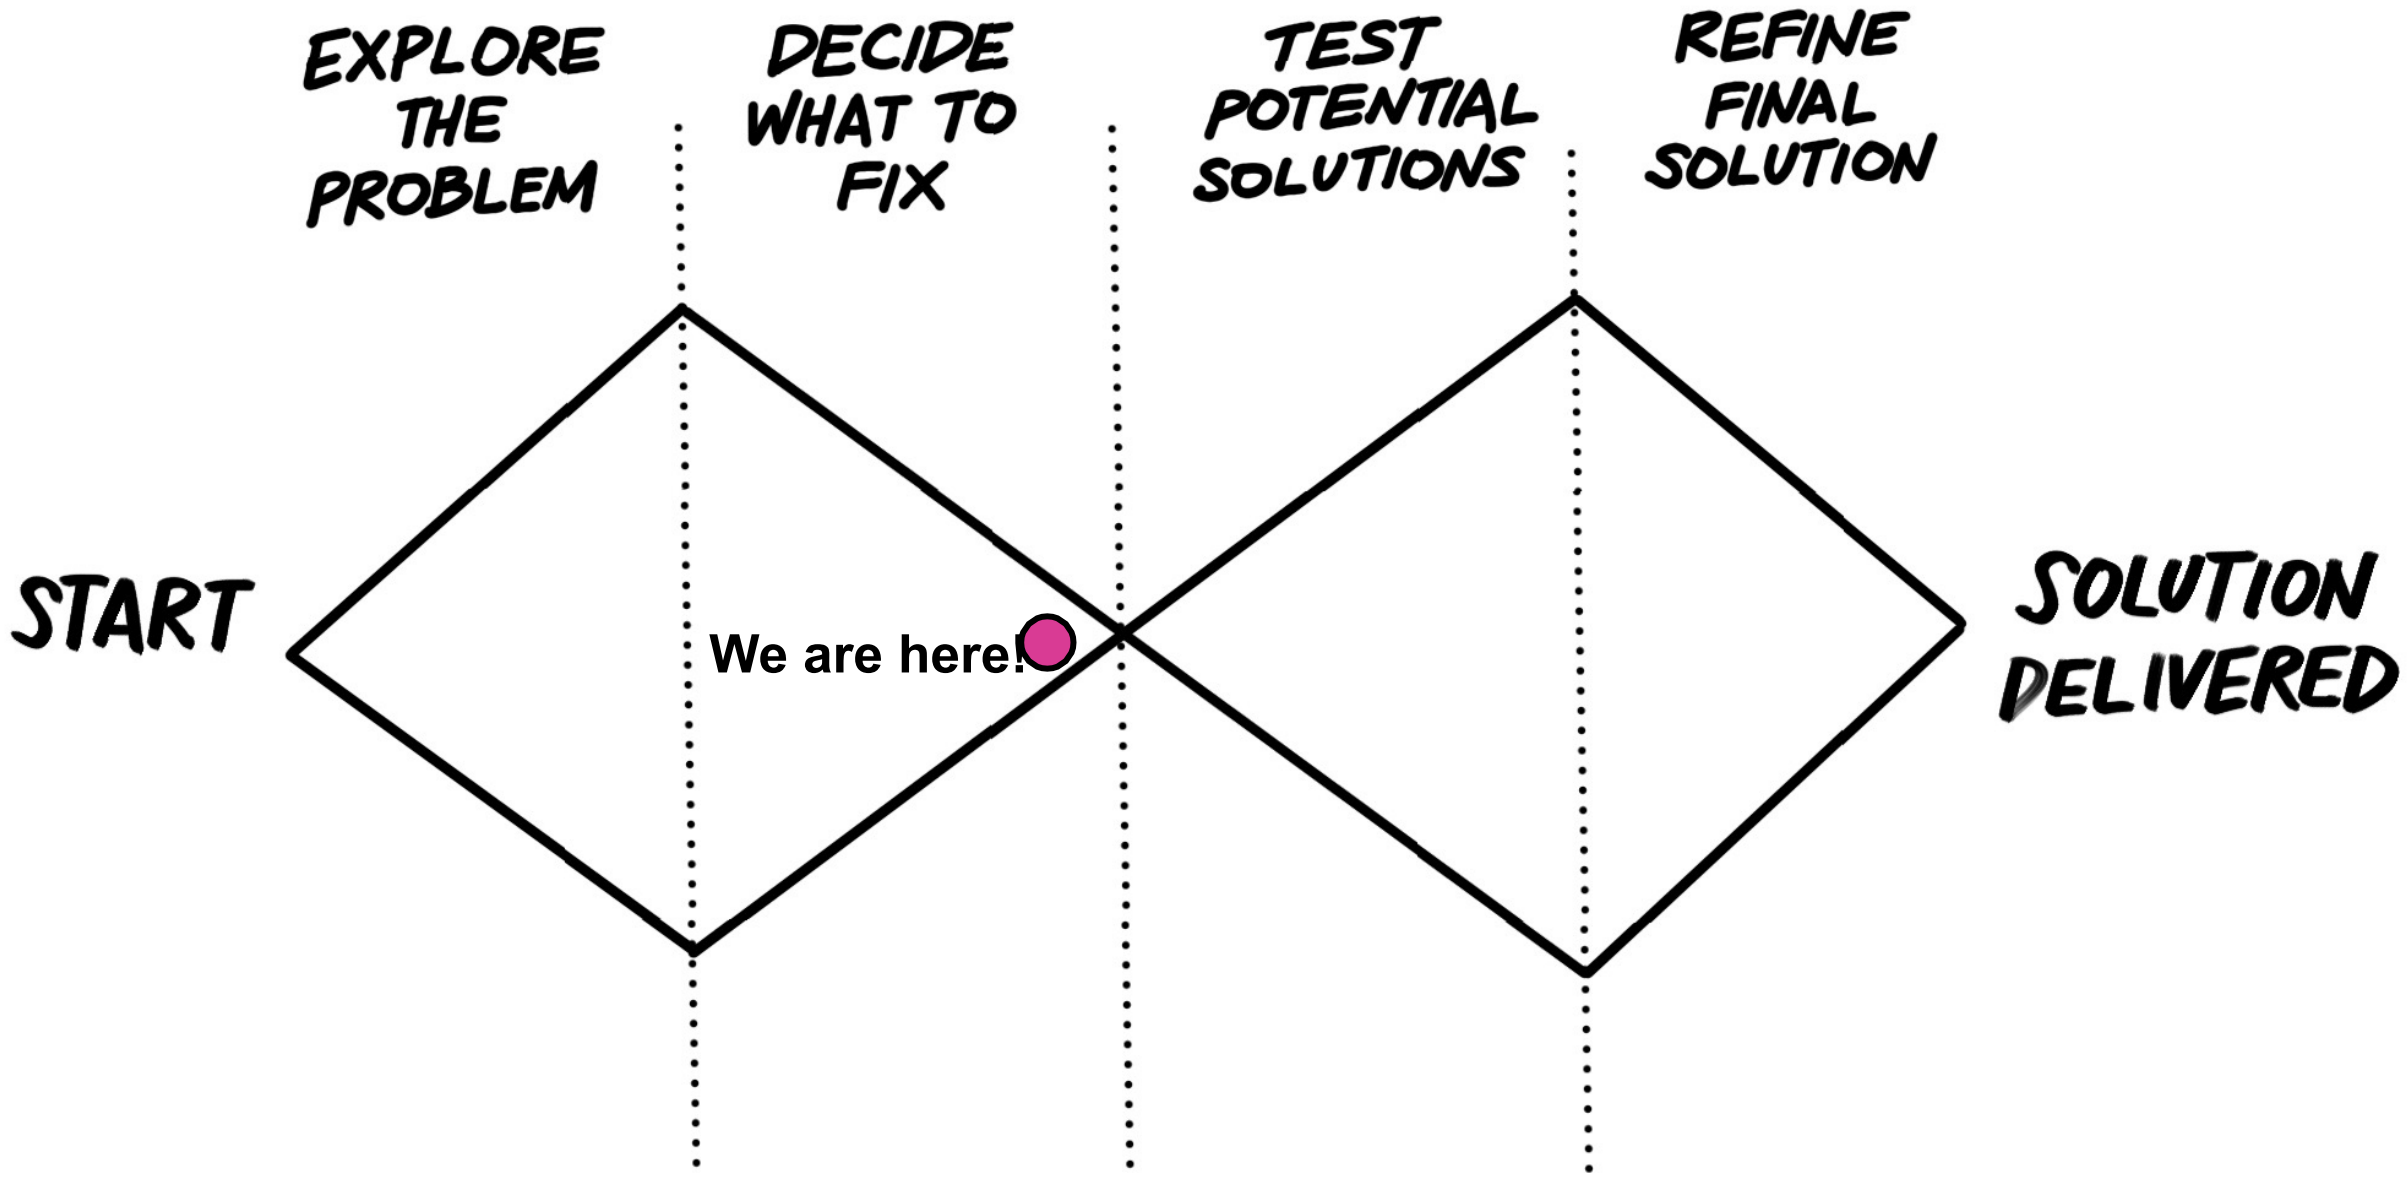 EXPLORE
THE
PROBLEM
DECIDE
WHAT TO
FIX
TEST
POTENTIAL
SOLUTIONS
REFINE
FINAL
SOLUTION
START
We are here!
SOLUTION
DELIVERED